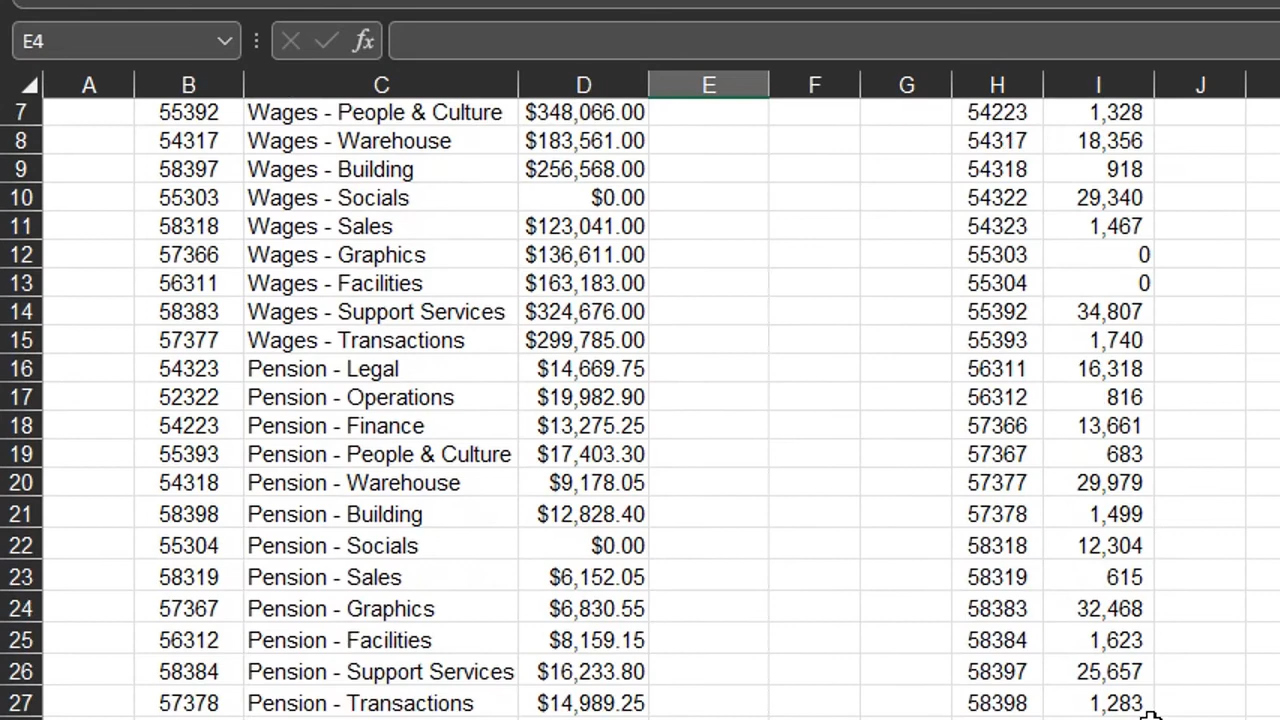 E4 fx
A B C D E F G H I J
7 55392 Wages - People & Culture $348,066.00 54223 1,328
8 54317 Wages - Warehouse $183,561.00 54317 18,356
9 58397 Wages - Building $256,568.00 54318 918
10 55303 Wages - Socials $0.00 54322 29,340
11 58318 Wages - Sales $123,041.00 54323 1,467
12 57366 Wages - Graphics $136,611.00 55303 0
13 56311 Wages - Facilities $163,183.00 55304 0
14 58383 Wages - Support Services $324,676.00 55392 34,807
15 57377 Wages - Transactions $299,785.00 55393 1,740
16 54323 Pension - Legal $14,669.75 56311 16,318
17 52322 Pension - Operations $19,982.90 56312 816
18 54223 Pension - Finance $13,275.25 57366 13,661
19 55393 Pension - People & Culture $17,403.30 57367 683
20 54318 Pension - Warehouse $9,178.05 57377 29,979
21 58398 Pension - Building $12,828.40 57378 1,499
22 55304 Pension - Socials $0.00 58318 12,304
23 58319 Pension - Sales $6,152.05 58319 615
24 57367 Pension - Graphics $6,830.55 58383 32,468
25 56312 Pension - Facilities $8,159.15 58384 1,623
26 58384 Pension - Support Services $16,233.80 58397 25,657
27 57378 Pension - Transactions $14,989.25 58398 1,283